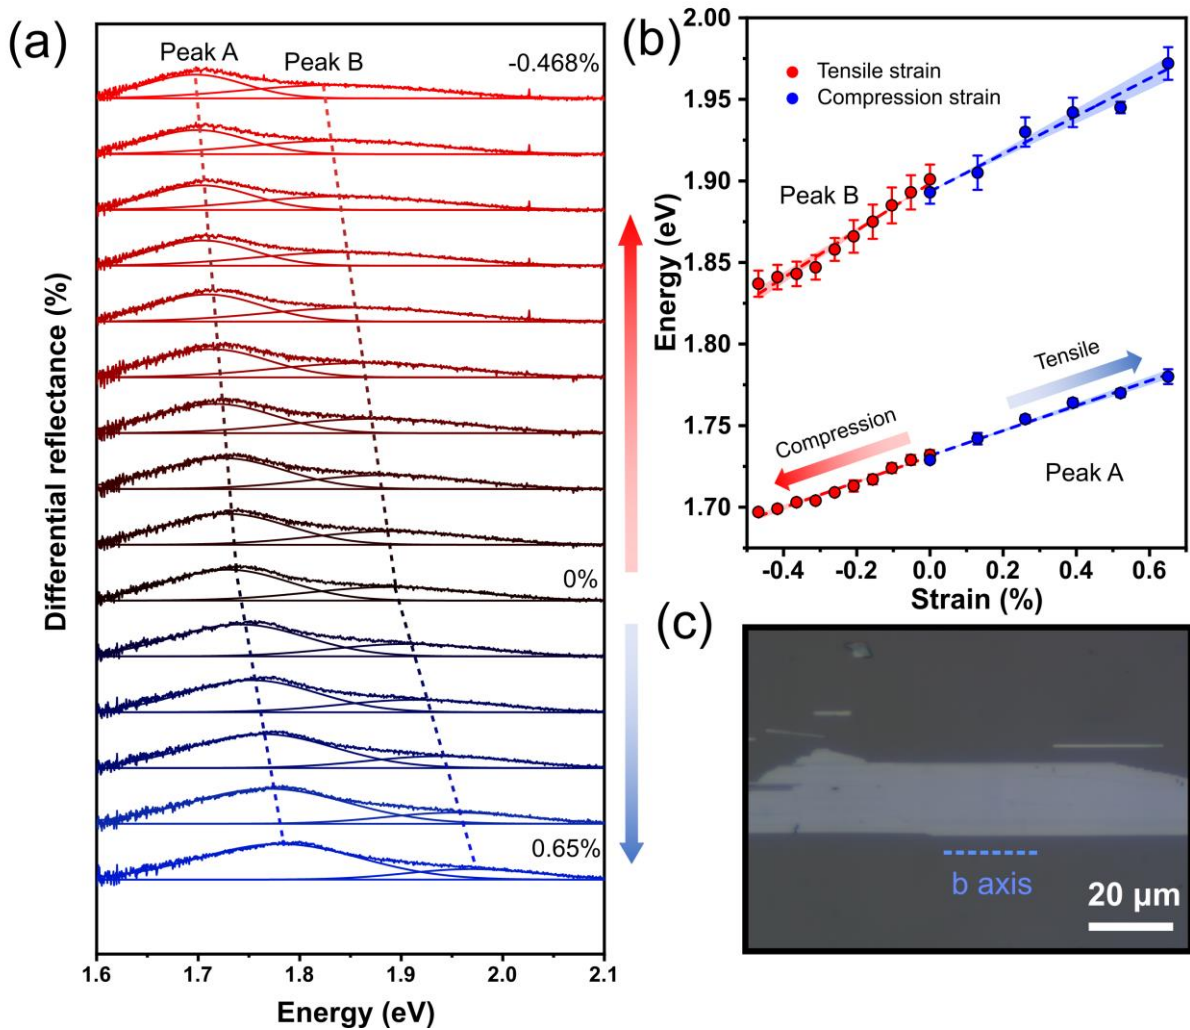 (a)
Peak A
Peak B
-0.468%
0%
0.65%
Differential reflectance (%)
1.6 1.7 1.8 1.9 2.0 2.1
Energy (eV)
(b)
2.00
1.95
1.90
1.85
1.80
1.75
1.70
Energy (eV)
Tensile strain
Compression strain
Peak B
Tensile
Compression
Peak A
-0.4 -0.2 0.0 0.2 0.4 0.6
Strain (%)
(c)
b axis
20 µm